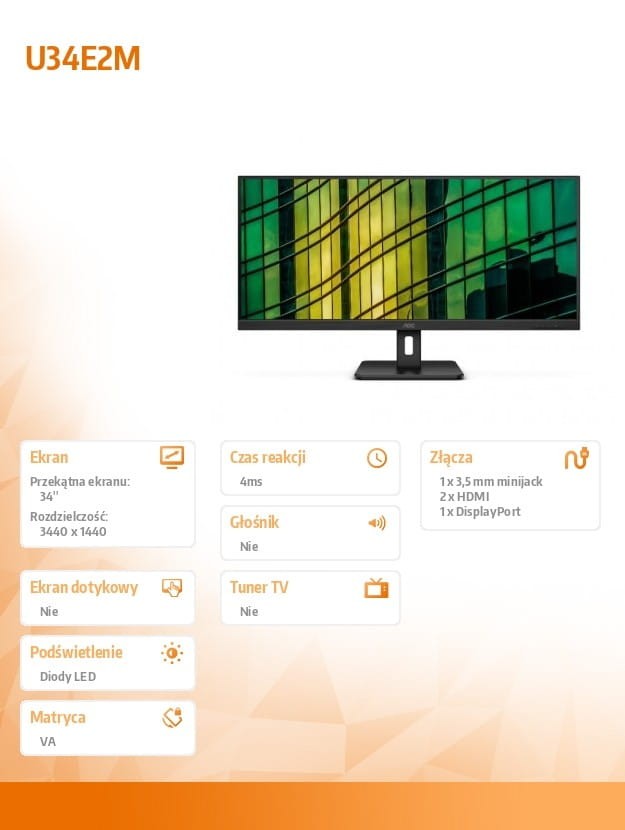 U34E2M
AOC
Ekran
Przekątna ekranu:
34"
Rozdzielczość:
3440 x 1440
Czas reakcji
4ms
Złącza
1 x 3,5 mm minijack
2 x HDMI
1 x DisplayPort
Głośnik
Nie
Ekran dotykowy
Nie
Tuner TV
Nie
Podświetlenie
Diody LED
Matryca
VA